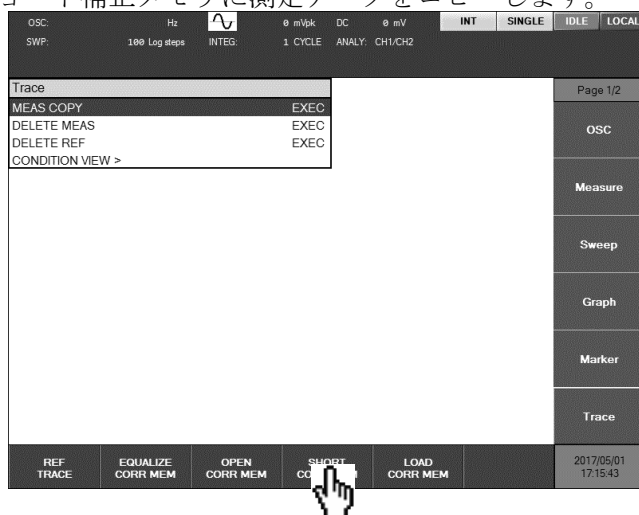 ート補正メモリに測定データをコピーします。
OSC: Hz 0 mVpk DC 0 mV INT SINGLE IDLE LOCAL
SWP: 100 Log steps INTEG: 1 CYCLE ANALY: CH1/CH2
Trace
MEAS COPY EXEC
DELETE MEAS EXEC
DELETE REF EXEC
CONDITION VIEW >
Page 1/2
OSC
Measure
Sweep
Graph
Marker
Trace
REF
TRACE
EQUALIZE
CORR MEM
OPEN
CORR MEM
SHORT
LOAD
CORR MEM
2017/05/01
17:15:43